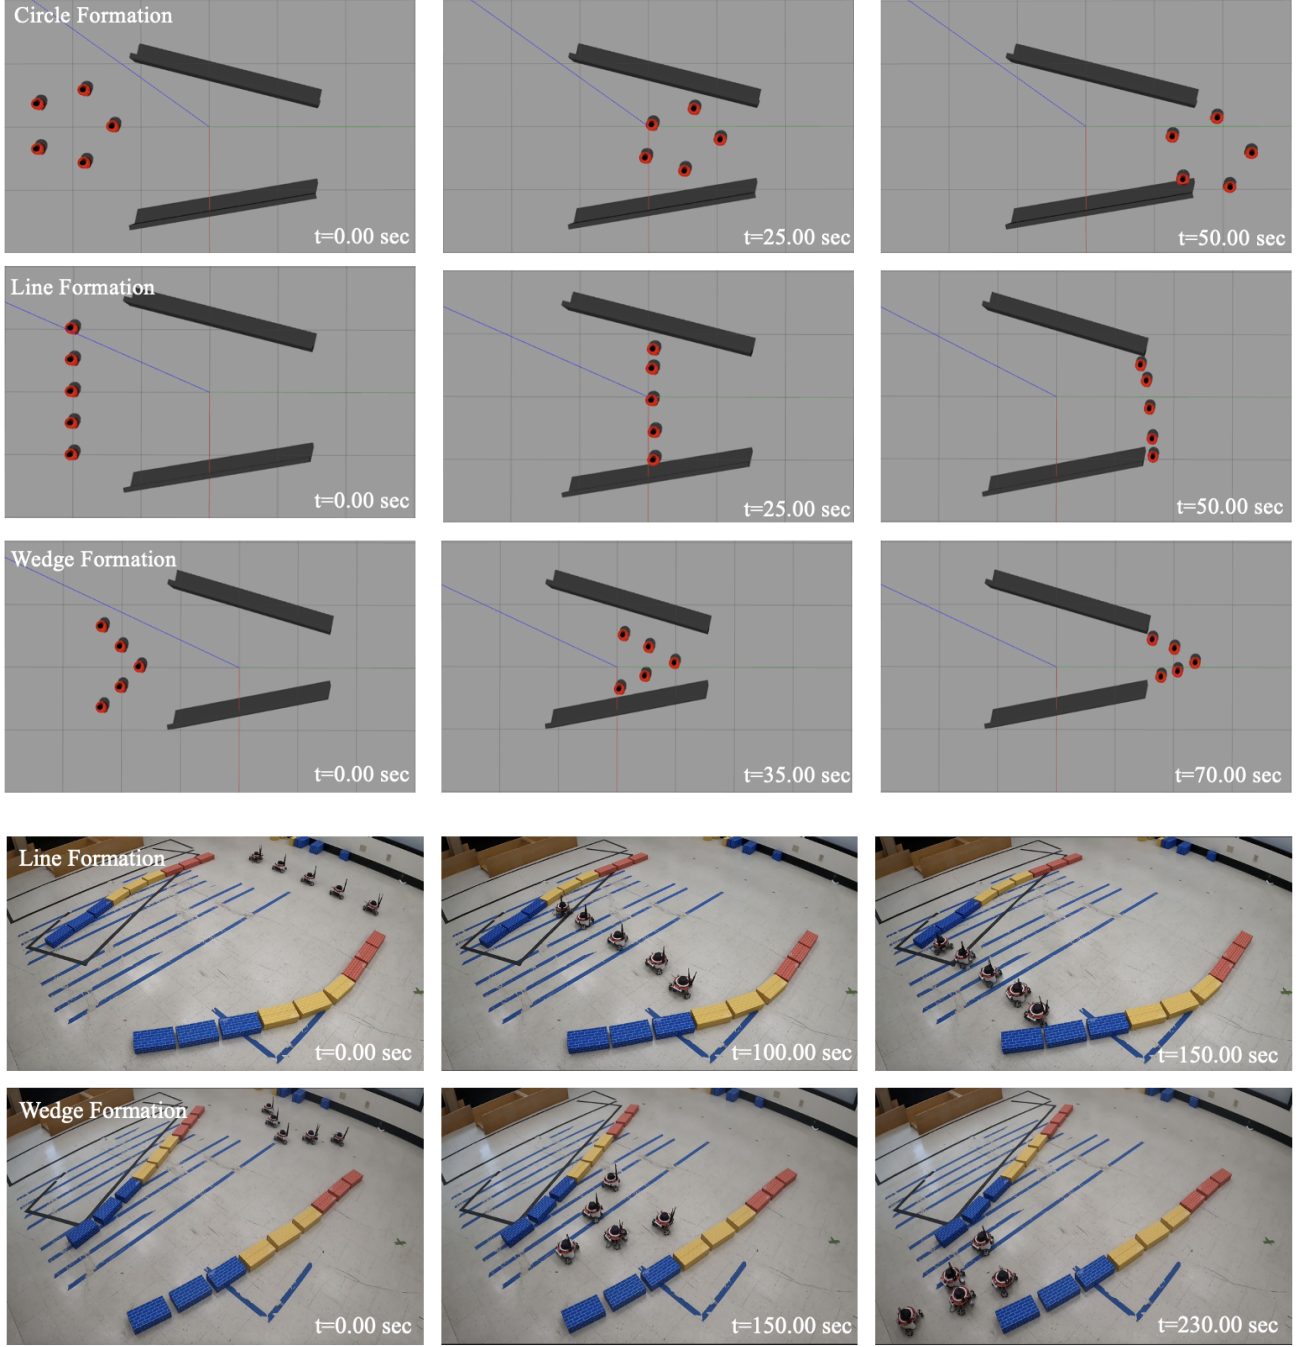 Circle Formation
t=0.00 sec
t=25.00 sec
t=50.00 sec
Line Formation
t=0.00 sec
t=25.00 sec
t=50.00 sec
Wedge Formation
t=0.00 sec
t=35.00 sec
t=70.00 sec
Line Formation
t=0.00 sec
t=100.00 sec
t=150.00 sec
Wedge Formation
t=0.00 sec
t=150.00 sec
t=230.00 sec